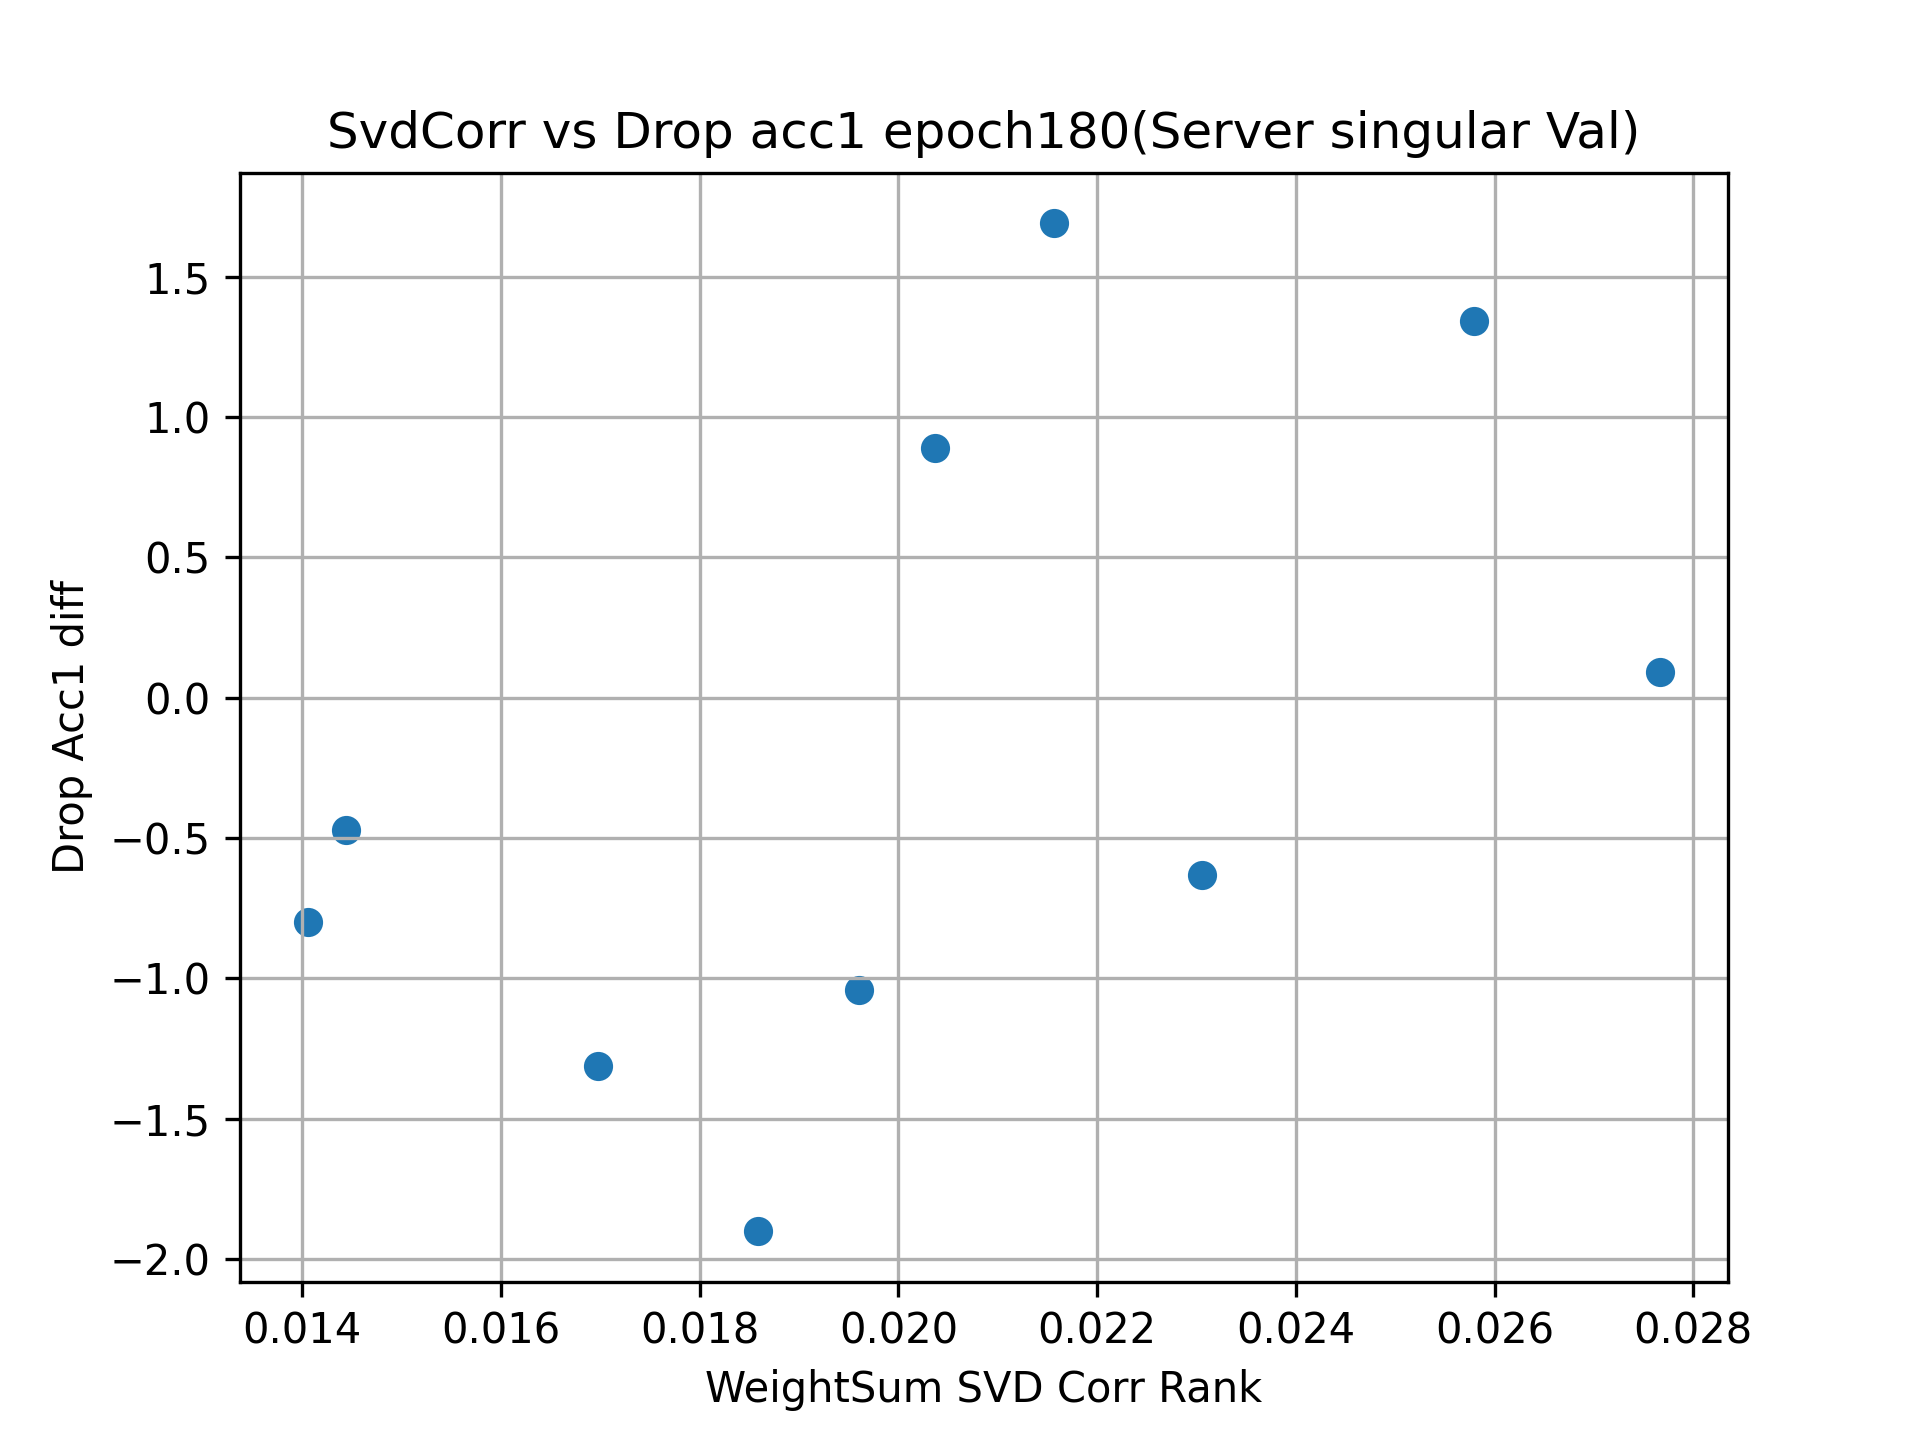 SvdCorr vs Drop acc1 epoch180(Server singular Val)
Drop Acc1 diff
1.5
1.0
0.5
0.0
−0.5
−1.0
−1.5
−2.0
0.014 0.016 0.018 0.020 0.022 0.024 0.026 0.028
WeightSum SVD Corr Rank